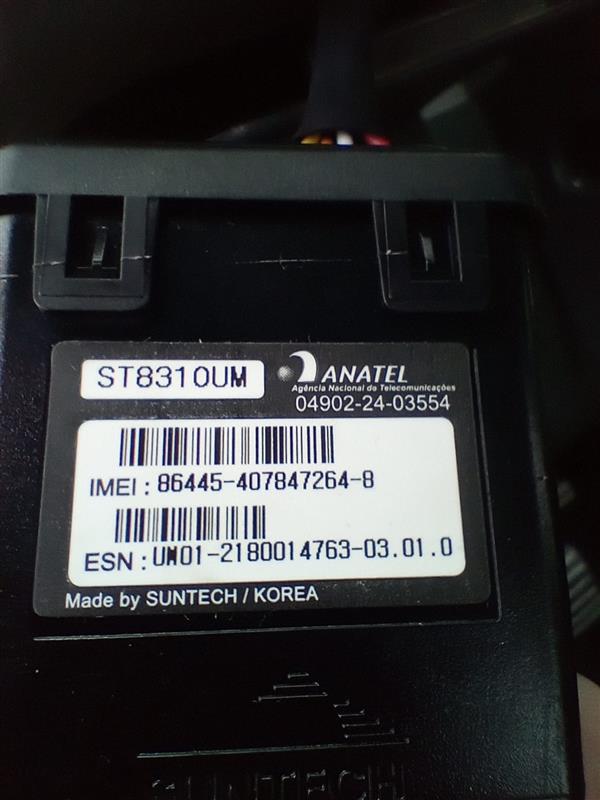 ST8310UM
ANATEL
Agência Nacional de Telecomunicações
04902-24-03554
IMEI : 86445-407847264-8
ESN : UM01-2180014763-03.01.0
Made by SUNTECH / KOREA
SUNTECH